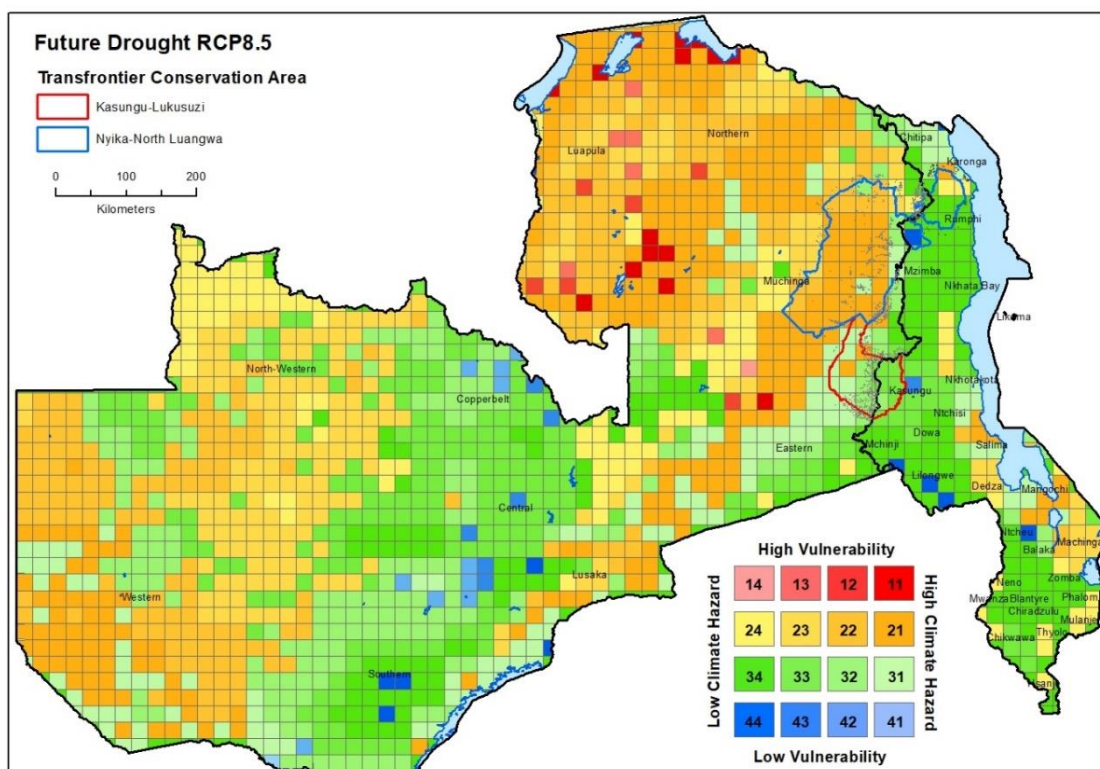 Future Drought RCP8.5
Transfrontier Conservation Area
Kasungu-Lukusuzi
Nyika-North Luangwa
0 100 200
Kilometers
Northern
Luapula
Chitipa
Karonga
Rumphi
Muchinga
Mzimba
Nkhata Bay
Likoma
North-Western
Copperbelt
Kasungu
Nkhotakota
Ntchisi
Dowa
Eastern
Mchinji
Salima
Lilongwe
Dedza
Mangochi
Central
Ntcheu
Balaka
Machinga
Lusaka
Western
Neno
Zomba
Mwanza
Blantyre
Phalom
Chiradzulu
Mulanje
Thyolo
Chikwawa
Southern
Nsanje
High Vulnerability
Low Climate Hazard
High Climate Hazard
14 13 12 11
24 23 22 21
34 33 32 31
44 43 42 41
Low Vulnerability